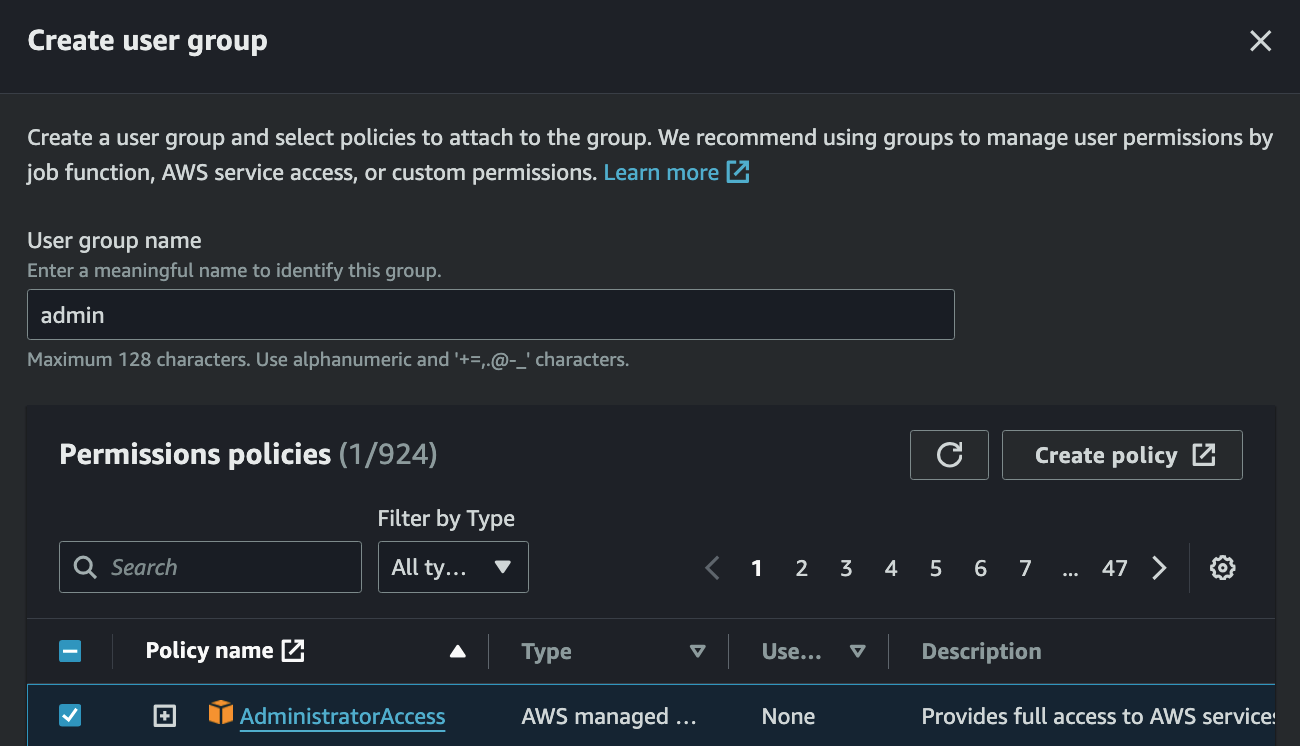 Create user group
Create a user group and select policies to attach to the group. We recommend using groups to manage user permissions by
job function, AWS service access, or custom permissions. Learn more
User group name
Enter a meaningful name to identify this group.
admin
Maximum 128 characters. Use alphanumeric and '+=,.@-_' characters.
Permissions policies (1/924)
Create policy
Filter by Type
Search
All ty...
1 2 3 4 5 6 7 ... 47
Policy name Type Use... Description
AdministratorAccess AWS managed ... None Provides full access to AWS services